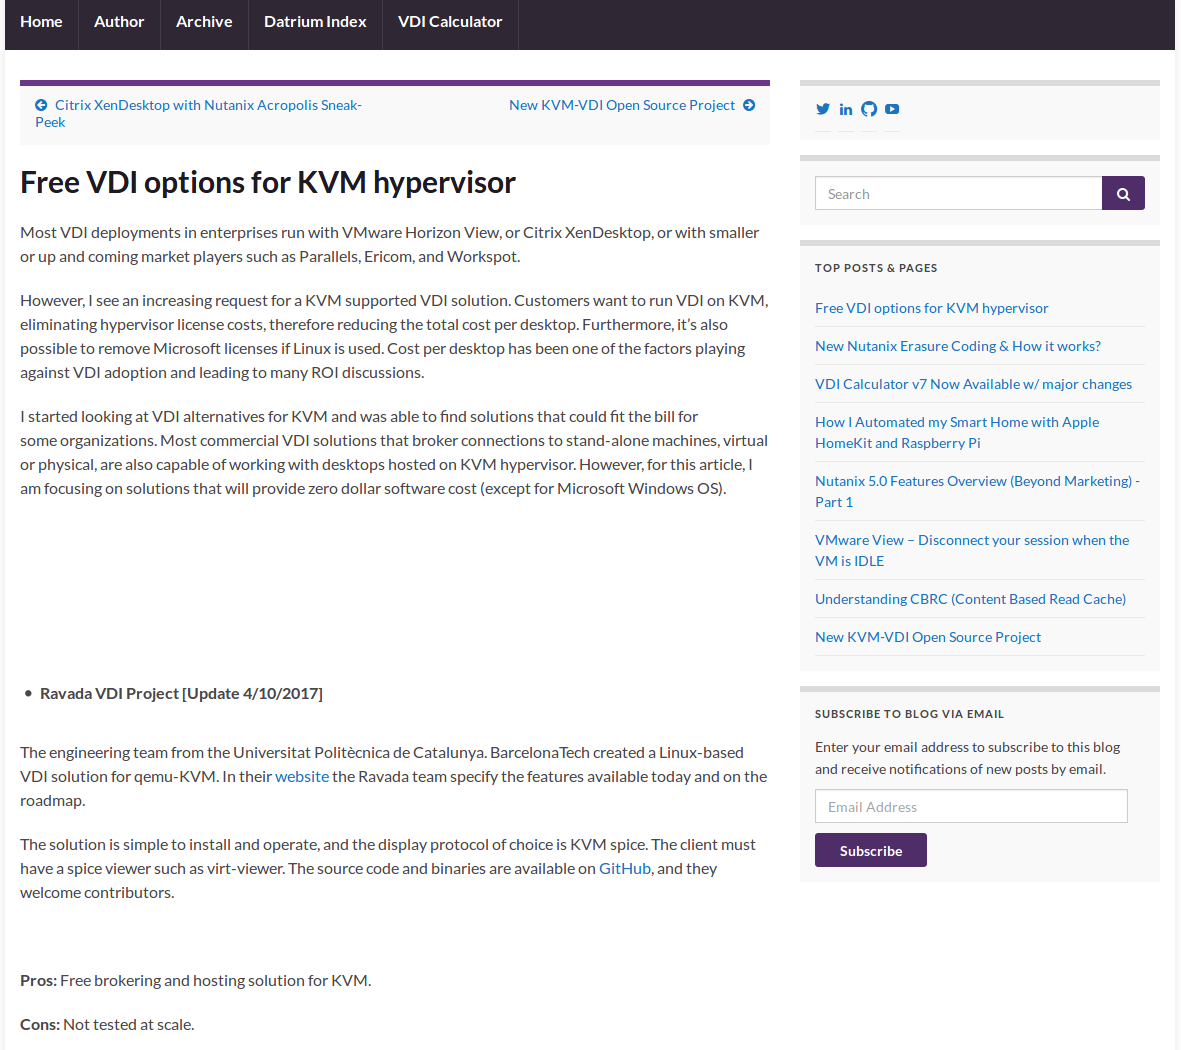 Home
Author
Archive
Datrium Index
VDI Calculator
Citrix XenDesktop with Nutanix Acropolis Sneak-
Peek
New KVM-VDI Open Source Project
Free VDI options for KVM hypervisor
Most VDI deployments in enterprises run with VMware Horizon View, or Citrix XenDesktop, or with smaller
or up and coming market players such as Parallels, Ericom, and Workspot.
However, I see an increasing request for a KVM supported VDI solution. Customers want to run VDI on KVM,
eliminating hypervisor license costs, therefore reducing the total cost per desktop. Furthermore, it’s also
possible to remove Microsoft licenses if Linux is used. Cost per desktop has been one of the factors playing
against VDI adoption and leading to many ROI discussions.
I started looking at VDI alternatives for KVM and was able to find solutions that could fit the bill for
some organizations. Most commercial VDI solutions that broker connections to stand-alone machines, virtual
or physical, are also capable of working with desktops hosted on KVM hypervisor. However, for this article, I
am focusing on solutions that will provide zero dollar software cost (except for Microsoft Windows OS).
• Ravada VDI Project [Update 4/10/2017]
The engineering team from the Universitat Politècnica de Catalunya. BarcelonaTech created a Linux-based
VDI solution for qemu-KVM. In their website the Ravada team specify the features available today and on the
roadmap.
The solution is simple to install and operate, and the display protocol of choice is KVM spice. The client must
have a spice viewer such as virt-viewer. The source code and binaries are available on GitHub, and they
welcome contributors.
Pros: Free brokering and hosting solution for KVM.
Cons: Not tested at scale.
Search
TOP POSTS & PAGES
Free VDI options for KVM hypervisor
New Nutanix Erasure Coding & How it works?
VDI Calculator v7 Now Available w/ major changes
How I Automated my Smart Home with Apple
HomeKit and Raspberry Pi
Nutanix 5.0 Features Overview (Beyond Marketing) -
Part 1
VMware View – Disconnect your session when the
VM is IDLE
Understanding CBRC (Content Based Read Cache)
New KVM-VDI Open Source Project
SUBSCRIBE TO BLOG VIA EMAIL
Enter your email address to subscribe to this blog
and receive notifications of new posts by email.
Email Address
Subscribe